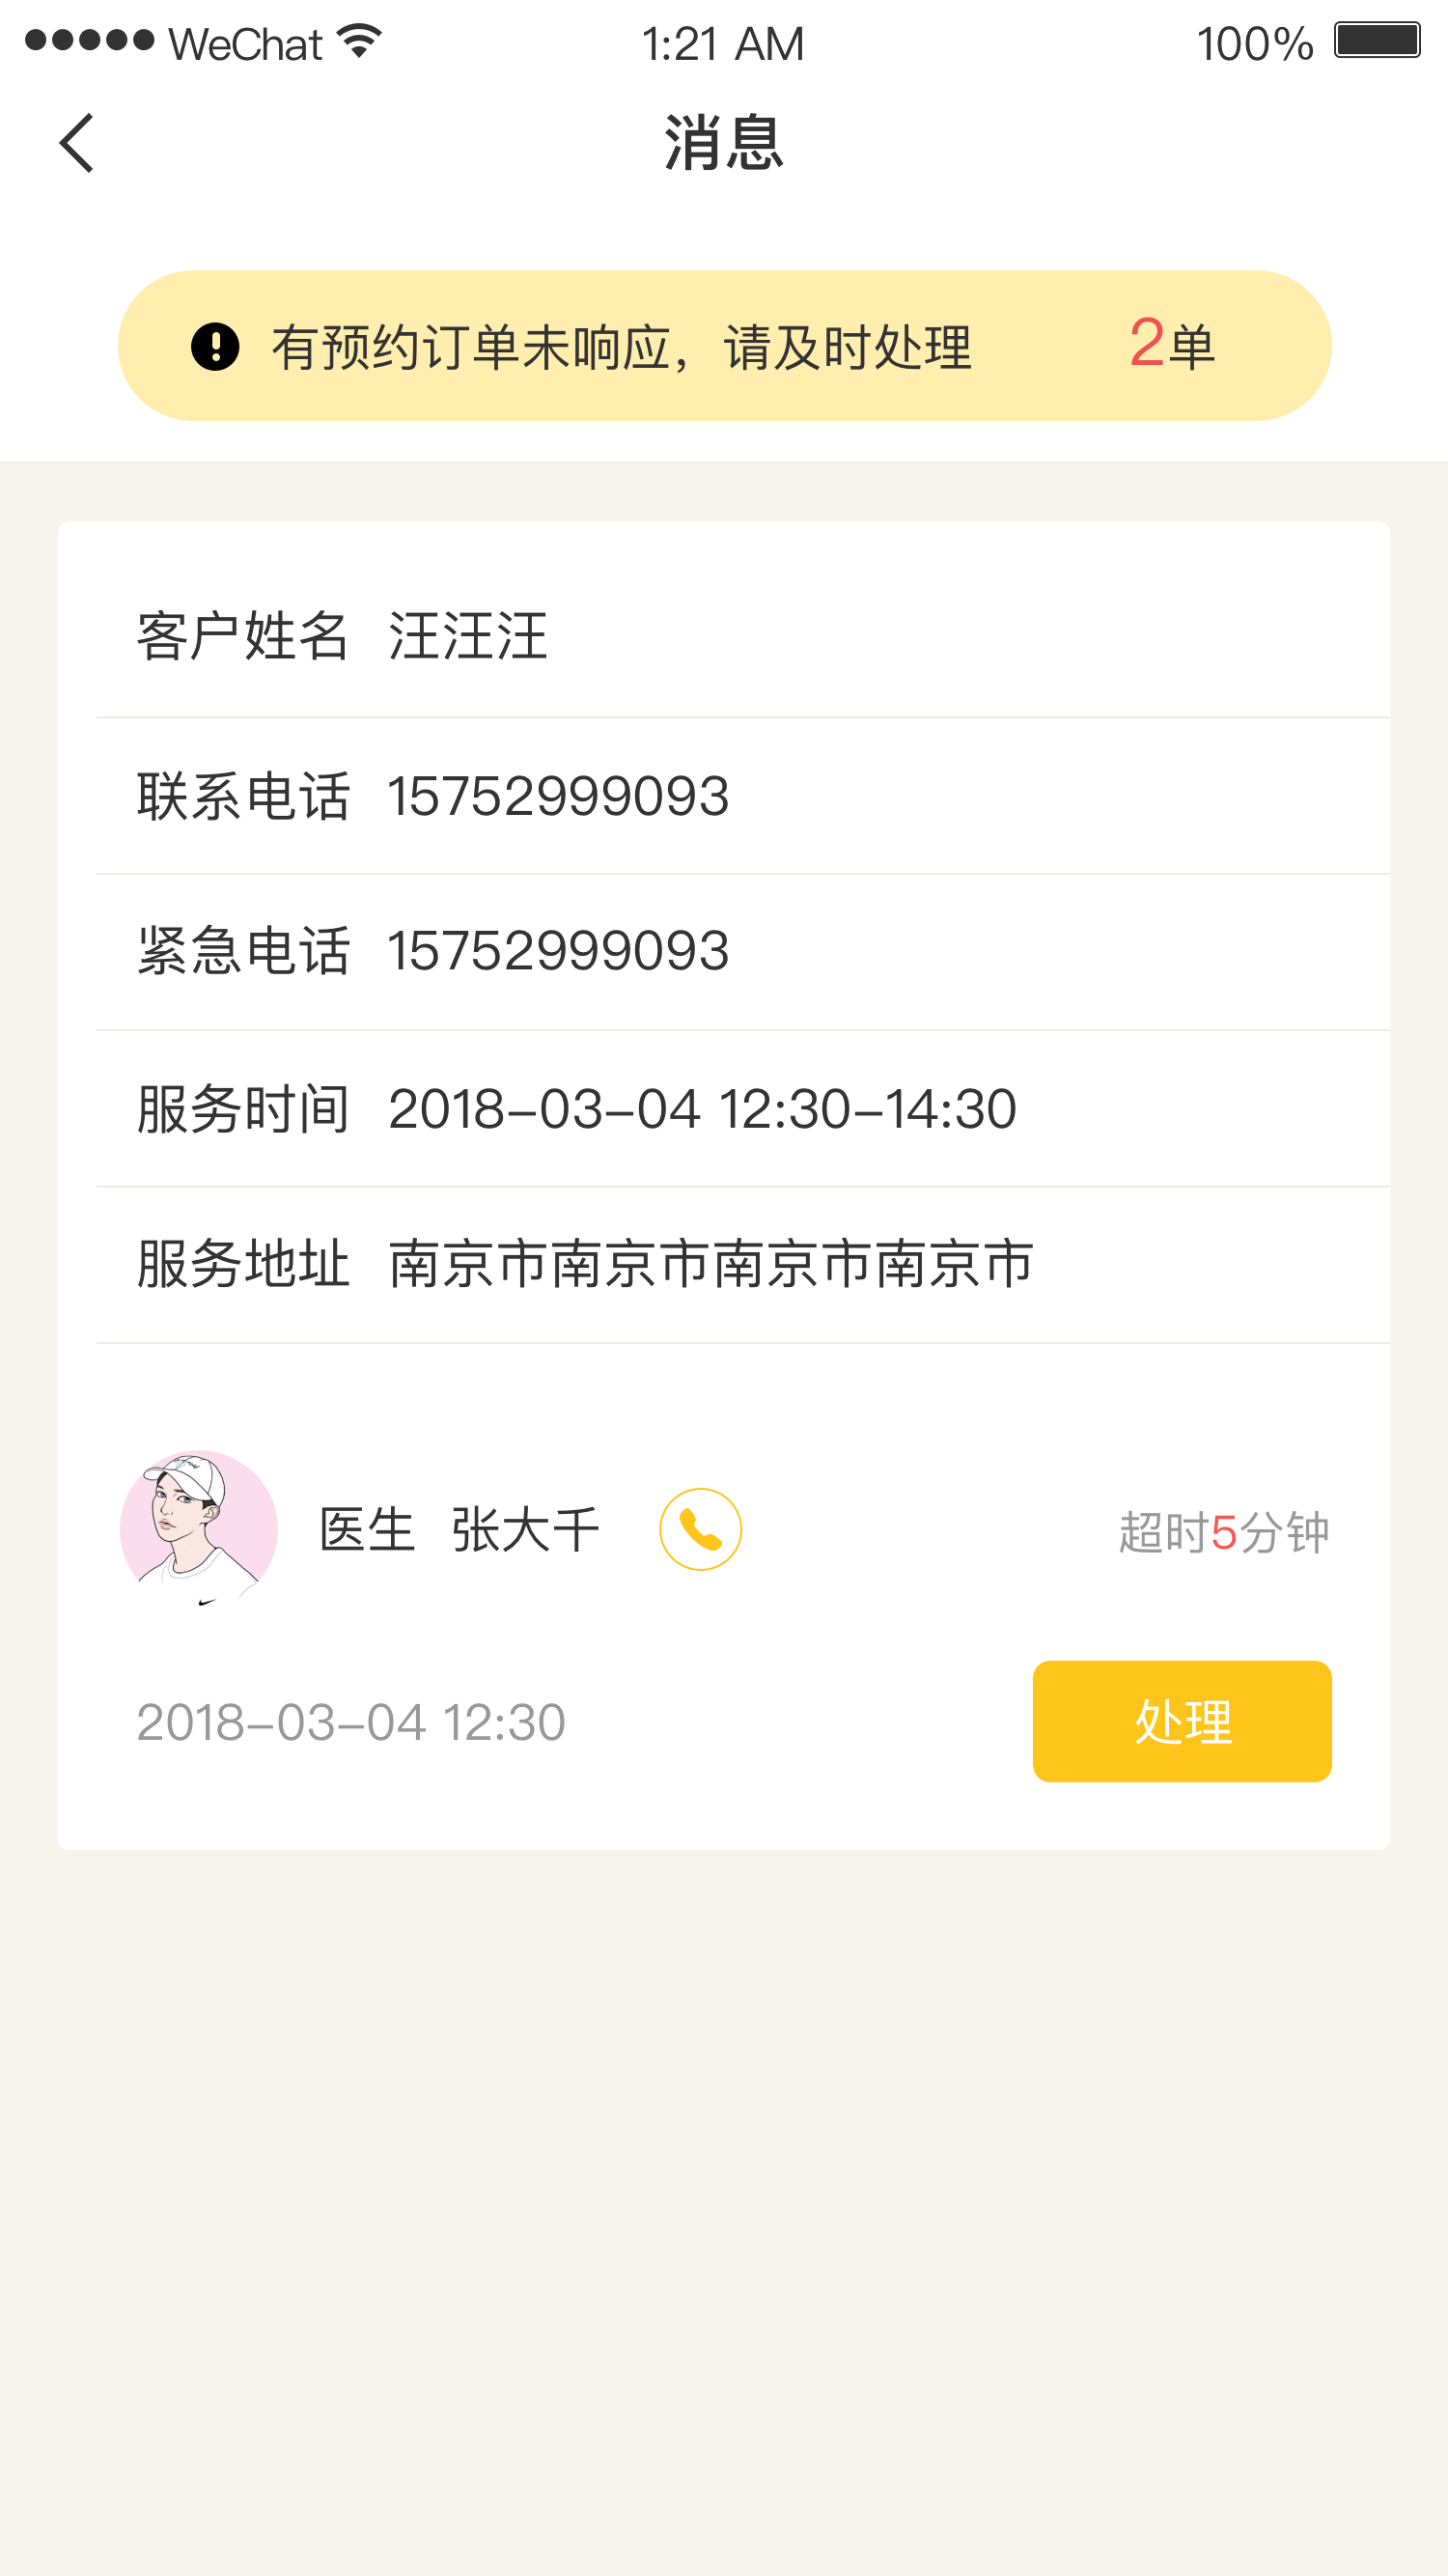 WeChat 1:21 AM 100%
消息
有预约订单未响应，请及时处理 2单
客户姓名 汪汪汪
联系电话 15752999093
紧急电话 15752999093
服务时间 2018-03-04 12:30-14:30
服务地址 南京市南京市南京市南京市
医生 张大千 超时5分钟
2018-03-04 12:30 处理